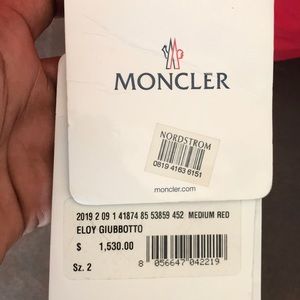 MONCLER
NORDSTROM
0819 4163 6151
moncler.com
2019 2 09 1 41874 85 53859 452 MEDIUM RED
ELOY GIUBBOTTO
$ 1,530.00
Sz. 2
8 056647 042219